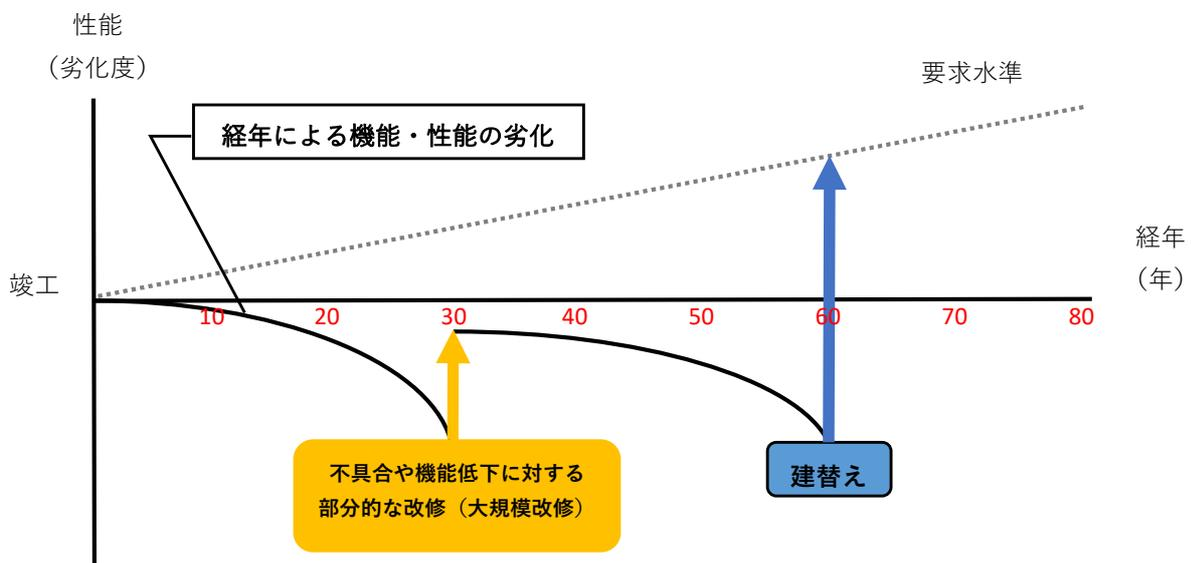 性能
（劣化度）
要求水準
経年による機能・性能の劣化
経年
（年）
竣工
10 20 30 40 50 60 70 80
不具合や機能低下に対する
部分的な改修（大規模改修）
建替え